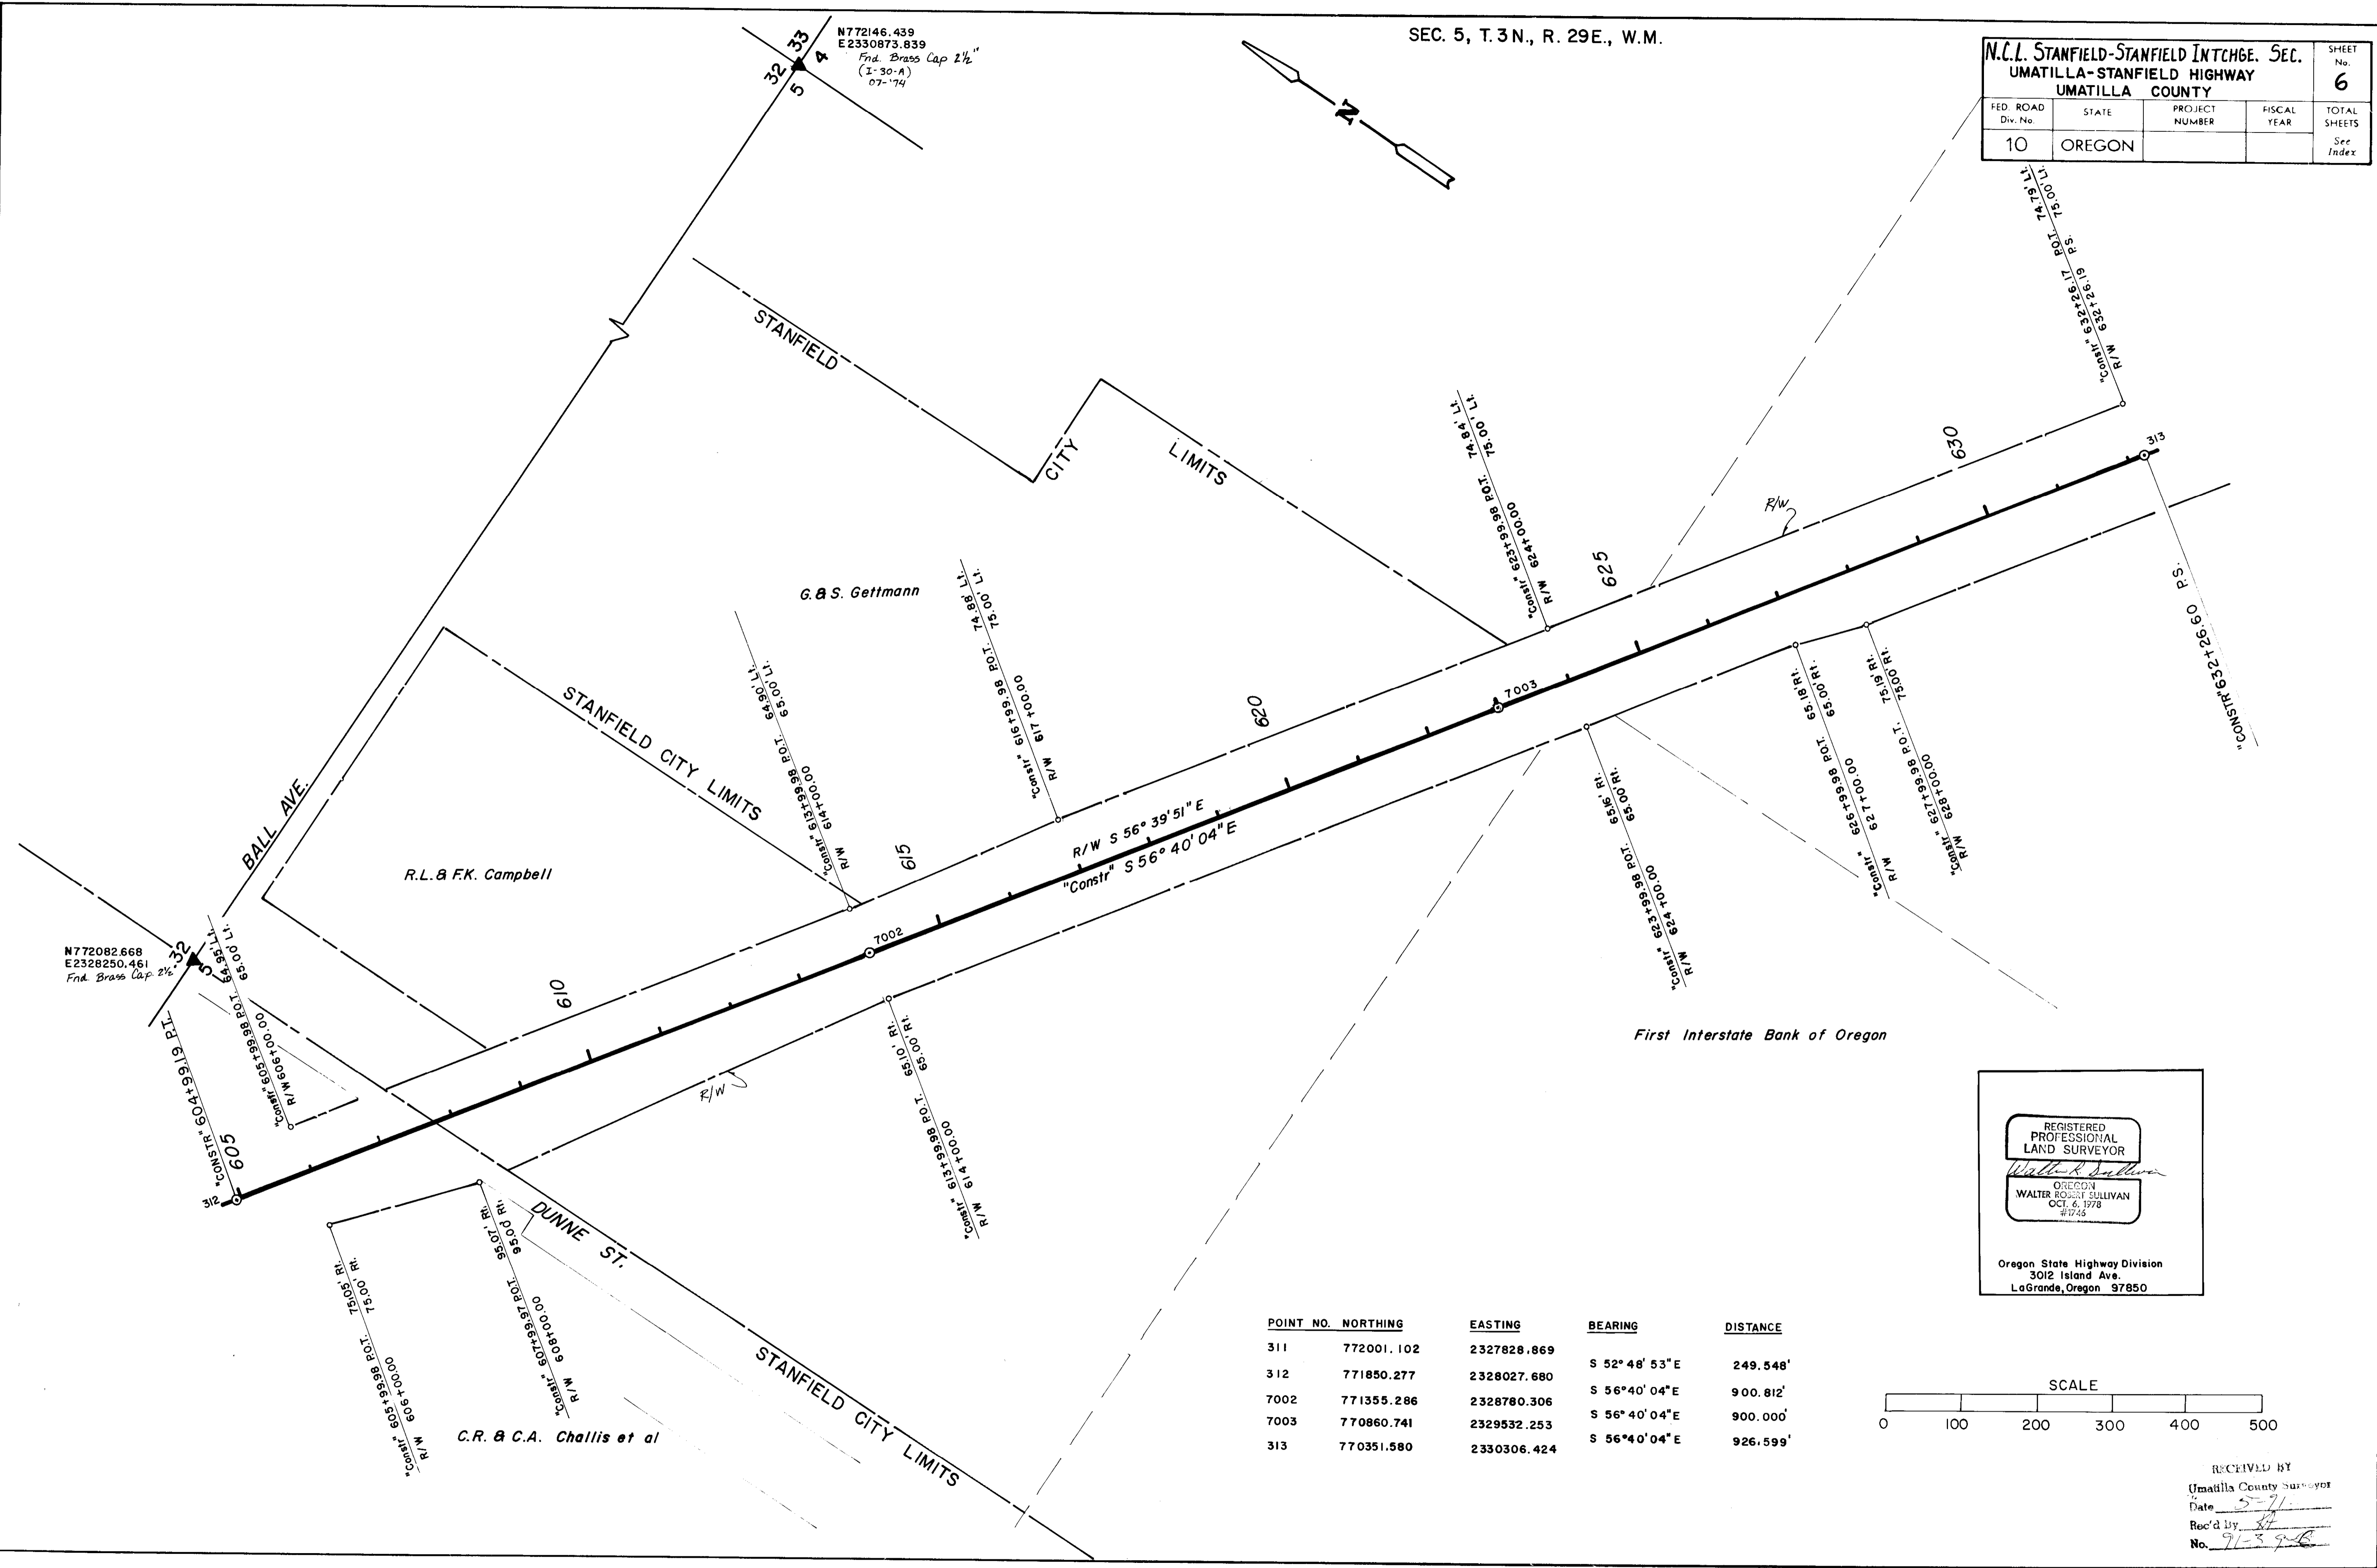 SEC. 5, T. 3 N., R. 29 E., W.M.
N.C.L. STANFIELD-STANFIELD INTCHGE. SEC.
UMATILLA-STANFIELD HIGHWAY
UMATILLA COUNTY
SHEET
No.
6
FED. ROAD
Div. No.
STATE
PROJECT
NUMBER
FISCAL
YEAR
TOTAL
SHEETS
10
OREGON
See
Index
N772146.439
E2330873.839
Fnd. Brass Cap 2½"
(I-30-A)
07-'74
33
4
32
5
N
STANFIELD
CITY
LIMITS
G. & S. Gettmann
STANFIELD CITY LIMITS
R.L. & F.K. Campbell
BALL AVE.
N772082.668
E2328250.461
Fnd. Brass Cap. 2½"
32
5
"CONSTR" 604+99.19 P.I.
605
312
"Constr" 605+99.98 P.O.T. 64.95' Lt.
R/W 606+00.00 65.00' Lt.
610
"Constr" 613+99.98 P.O.T. 64.90' Lt.
R/W 614+00.00 65.00' Lt.
615
7002
"Constr" 616+99.98 P.O.T. 74.88' Lt.
R/W 617+00.00 75.00' Lt.
620
R/W S 56° 39' 51" E
"Constr" S 56° 40' 04" E
7003
"Constr" 623+99.98 P.O.T. 74.84' Lt.
R/W 624+00.00 75.00' Lt.
625
R/W
630
"Constr" 632+26.17 P.O.T. 74.79' Lt.
R/W 632+26.19 P.S. 75.00' Lt.
313
"CONSTR" 632+26.60 P.S.
"Constr" 627+99.98 P.O.T. 75.19' Rt.
R/W 628+00.00 75.00' Rt.
"Constr" 626+99.98 P.O.T. 65.18' Rt.
R/W 627+00.00 65.00' Rt.
"Constr" 623+99.98 P.O.T. 65.16' Rt.
R/W 624+00.00 65.00' Rt.
First Interstate Bank of Oregon
R/W
"Constr" 613+99.98 P.O.T. 65.10' Rt.
R/W 614+00.00 65.00' Rt.
DUNNE ST.
"Constr" 607+99.97 P.O.T. 95.07' Rt.
R/W 608+00.00 95.00 Rt.
"Constr" 605+99.98 P.O.T. 75.05' Rt.
R/W 606+00.00 75.00' Rt.
C.R. & C.A. Challis et al
STANFIELD CITY LIMITS
REGISTERED
PROFESSIONAL
LAND SURVEYOR
Walter R. Sullivan
OREGON
WALTER ROBERT SULLIVAN
OCT. 6, 1978
#1746
Oregon State Highway Division
3012 Island Ave.
LaGrande, Oregon 97850
POINT NO. NORTHING EASTING BEARING DISTANCE
311 772001.102 2327828.869
S 52° 48' 53" E 249.548'
312 771850.277 2328027.680
S 56° 40' 04" E 900.812'
7002 771355.286 2328780.306
S 56° 40' 04" E 900.000'
7003 770860.741 2329532.253
S 56° 40' 04" E 926.599'
313 770351.580 2330306.424
SCALE
0 100 200 300 400 500
RECEIVED BY
Umatilla County Surveyor
Date 5-91
Rec'd By
No.